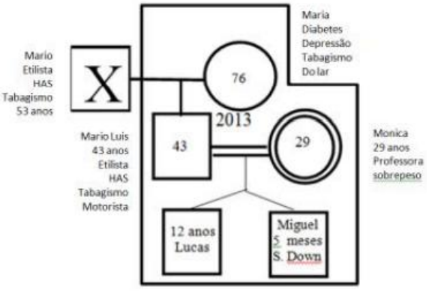 Mario
Etilista
HAS
Tabagismo
53 anos
X
76
Maria
Diabetes
Depressão
Tabagismo
Do lar
Mario Luis
43 anos
Etilista
HAS
Tabagismo
Motorista
43
2013
29
Monica
29 anos
Professora
sobrepeso
12 anos
Lucas
Miguel
5 meses
S. Down